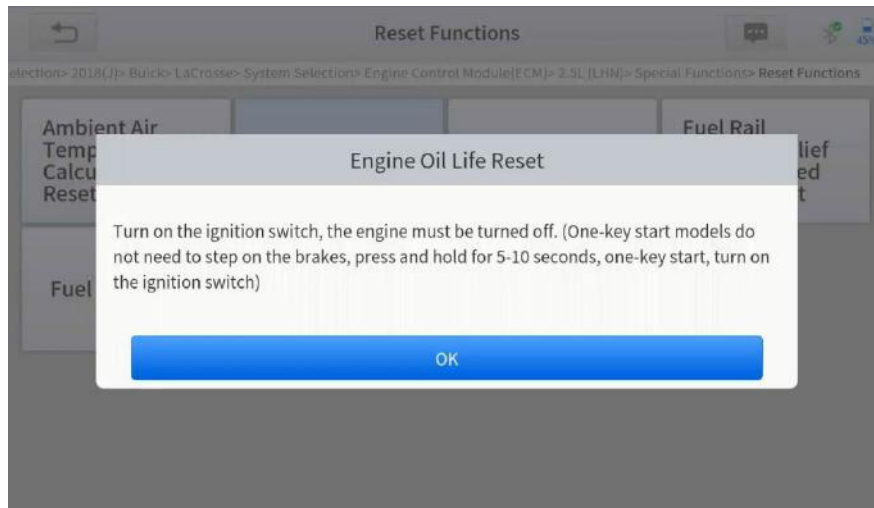 Reset Functions
45%
election> 2018(J)> Buick> LaCrosse> System Selection> Engine Control Module(ECM)> 2.5L [LHN]> Special Functions> Reset Functions
Ambient Air
Temp
Calcu
Reset
Fuel Rail
lief
ed
t
Engine Oil Life Reset
Turn on the ignition switch, the engine must be turned off. (One-key start models do
not need to step on the brakes, press and hold for 5-10 seconds, one-key start, turn on
the ignition switch)
Fuel
OK